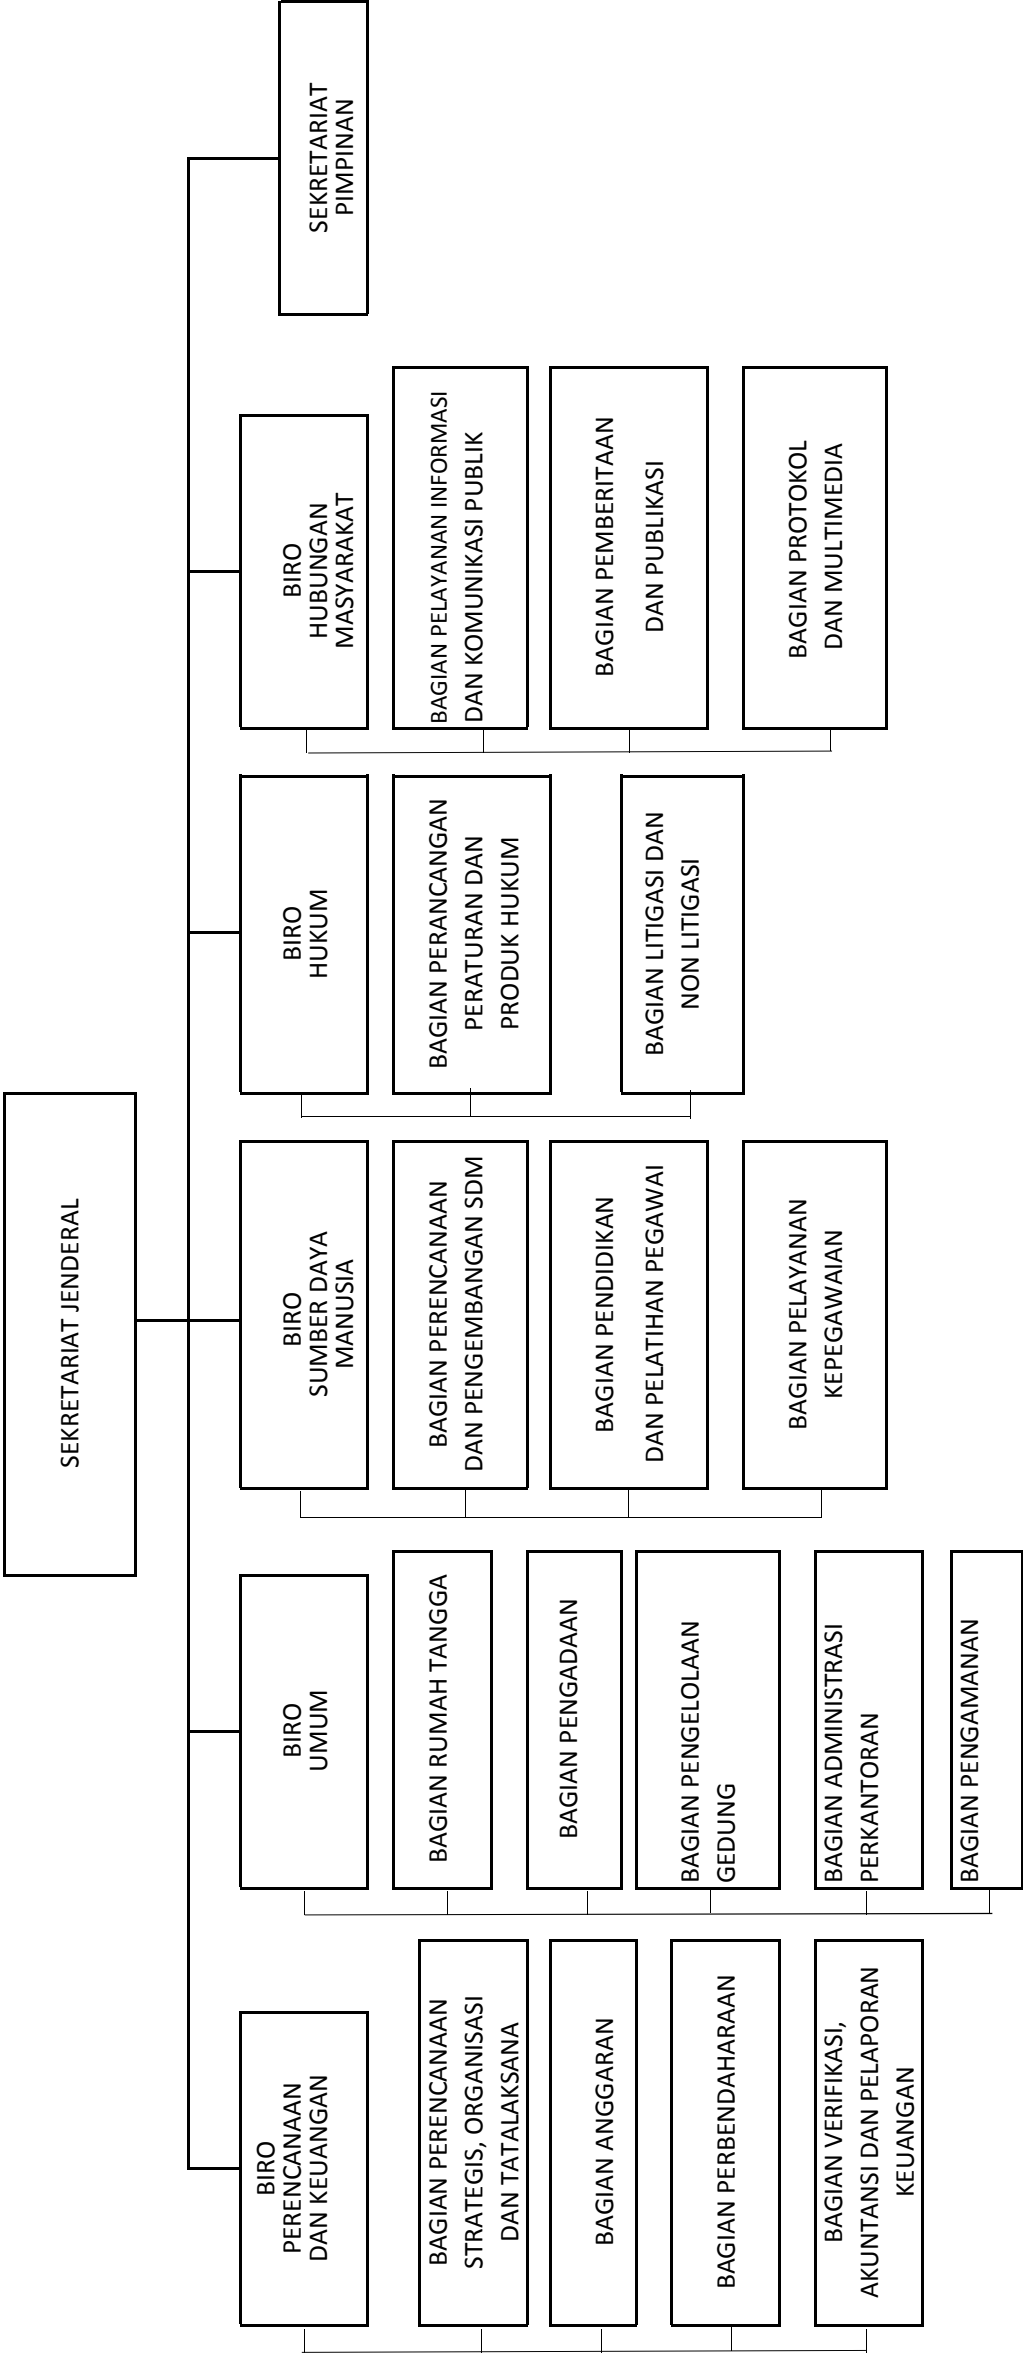 SEKRETARIAT JENDERAL
BIRO
PERENCANAAN
DAN KEUANGAN
BAGIAN PERENCANAAN
STRATEGIS, ORGANISASI
DAN TATALAKSANA
BAGIAN ANGGARAN
BAGIAN PERBENDAHARAAN
BAGIAN VERIFIKASI,
AKUNTANSI DAN PELAPORAN
KEUANGAN
BIRO
UMUM
BAGIAN RUMAH TANGGA
BAGIAN PENGADAAN
BAGIAN PENGELOLAAN
GEDUNG
BAGIAN ADMINISTRASI
PERKANTORAN
BAGIAN PENGAMANAN
BIRO
SUMBER DAYA
MANUSIA
BAGIAN PERENCANAAN
DAN PENGEMBANGAN SDM
BAGIAN PENDIDIKAN
DAN PELATIHAN PEGAWAI
BAGIAN PELAYANAN
KEPEGAWAIAN
BIRO
HUKUM
BAGIAN PERANCANGAN
PERATURAN DAN
PRODUK HUKUM
BAGIAN LITIGASI DAN
NON LITIGASI
BIRO
HUBUNGAN
MASYARAKAT
BAGIAN PELAYANAN INFORMASI
DAN KOMUNIKASI PUBLIK
BAGIAN PEMBERITAAN
DAN PUBLIKASI
BAGIAN PROTOKOL
DAN MULTIMEDIA
SEKRETARIAT
PIMPINAN